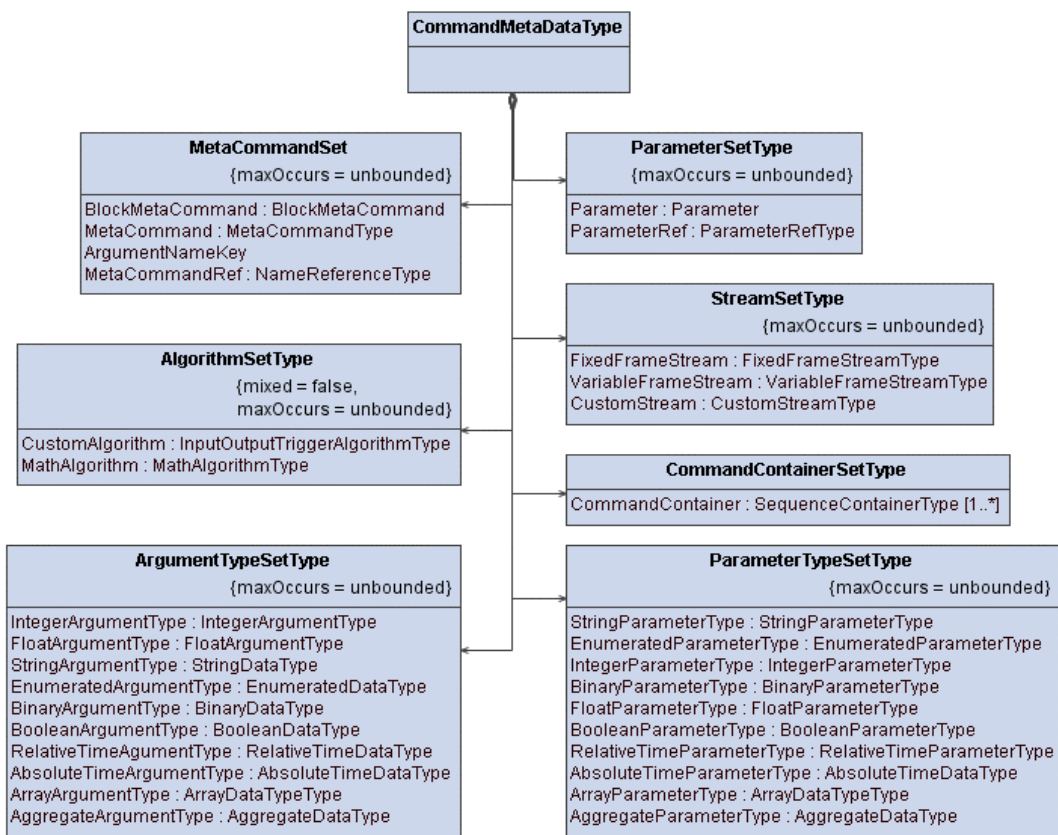 CommandMetaDataType
MetaCommandSet
{maxOccurs = unbounded}
BlockMetaCommand : BlockMetaCommand
MetaCommand : MetaCommandType
ArgumentNameKey
MetaCommandRef : NameReferenceType
ParameterSetType
{maxOccurs = unbounded}
Parameter : Parameter
ParameterRef : ParameterRefType
StreamSetType
{maxOccurs = unbounded}
FixedFrameStream : FixedFrameStreamType
VariableFrameStream : VariableFrameStreamType
CustomStream : CustomStreamType
AlgorithmSetType
{mixed = false,
maxOccurs = unbounded}
CustomAlgorithm : InputOutputTriggerAlgorithmType
MathAlgorithm : MathAlgorithmType
CommandContainerSetType
CommandContainer : SequenceContainerType [1..*]
ArgumentTypeSetType
{maxOccurs = unbounded}
IntegerArgumentType : IntegerArgumentType
FloatArgumentType : FloatArgumentType
StringArgumentType : StringDataType
EnumeratedArgumentType : EnumeratedDataType
BinaryArgumentType : BinaryDataType
BooleanArgumentType : BooleanDataType
RelativeTimeAgumentType : RelativeTimeDataType
AbsoluteTimeArgumentType : AbsoluteTimeDataType
ArrayArgumentType : ArrayDataTypeType
AggregateArgumentType : AggregateDataType
ParameterTypeSetType
{maxOccurs = unbounded}
StringParameterType : StringParameterType
EnumeratedParameterType : EnumeratedParameterType
IntegerParameterType : IntegerParameterType
BinaryParameterType : BinaryParameterType
FloatParameterType : FloatParameterType
BooleanParameterType : BooleanParameterType
RelativeTimeParameterType : RelativeTimeParameterType
AbsoluteTimeParameterType : AbsoluteTimeDataType
ArrayParameterType : ArrayDataTypeType
AggregateParameterType : AggregateDataType